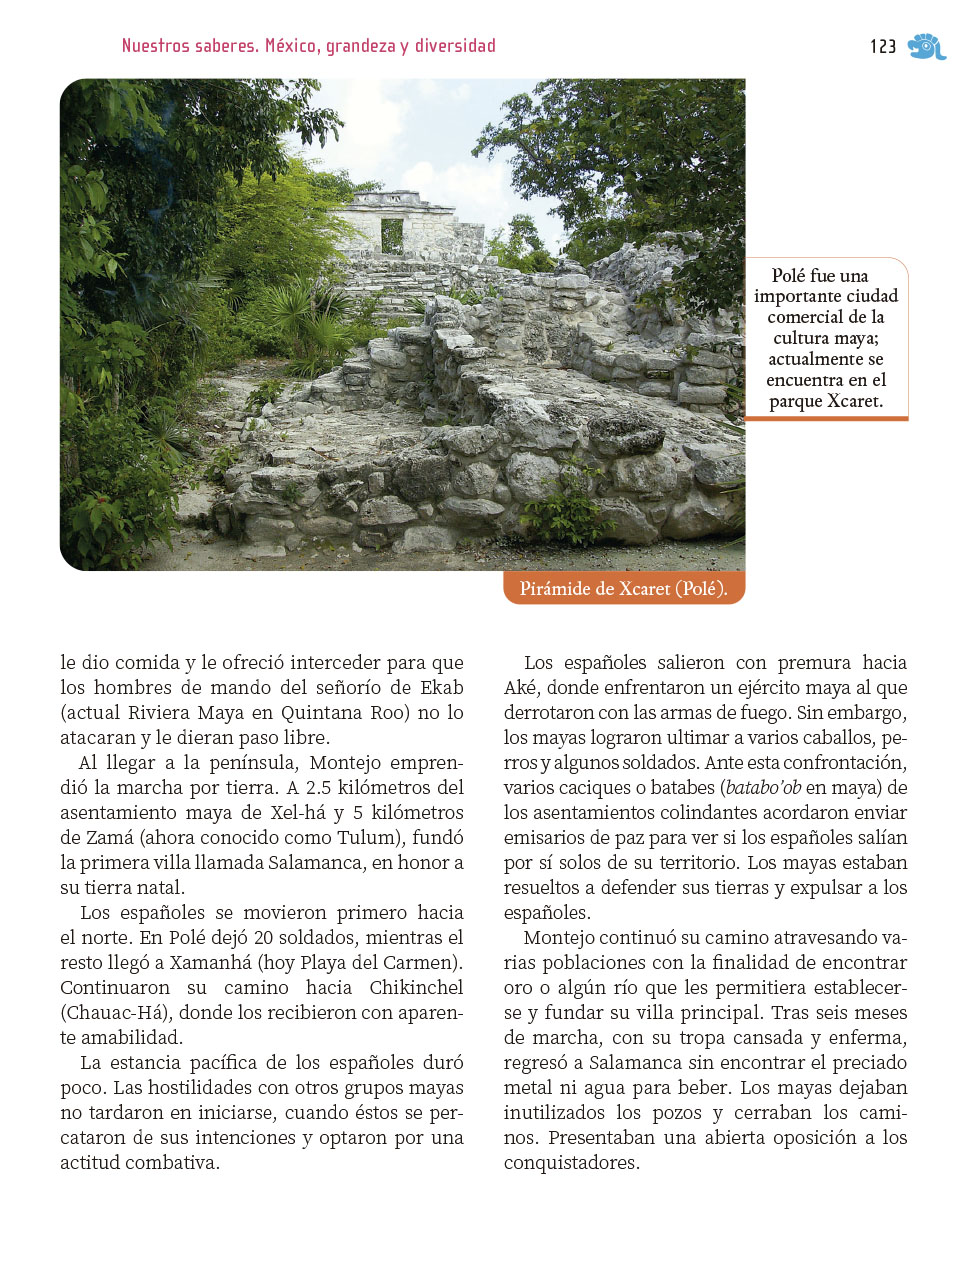 Nuestros saberes. México, grandeza y diversidad
123
Polé fue una
importante ciudad
comercial de la
cultura maya;
actualmente se
encuentra en el
parque Xcaret.
Pirámide de Xcaret (Polé).
le dio comida y le ofreció interceder para que
los hombres de mando del señorío de Ekab
(actual Riviera Maya en Quintana Roo) no lo
atacaran y le dieran paso libre.
Al llegar a la península, Montejo empren-
dió la marcha por tierra. A 2.5 kilómetros del
asentamiento maya de Xel-há y 5 kilómetros
de Zamá (ahora conocido como Tulum), fundó
la primera villa llamada Salamanca, en honor a
su tierra natal.
Los españoles se movieron primero hacia
el norte. En Polé dejó 20 soldados, mientras el
resto llegó a Xamanhá (hoy Playa del Carmen).
Continuaron su camino hacia Chikinchel
(Chauac-Há), donde los recibieron con aparen-
te amabilidad.
La estancia pacífica de los españoles duró
poco. Las hostilidades con otros grupos mayas
no tardaron en iniciarse, cuando éstos se per-
cataron de sus intenciones y optaron por una
actitud combativa.
Los españoles salieron con premura hacia
Aké, donde enfrentaron un ejército maya al que
derrotaron con las armas de fuego. Sin embargo,
los mayas lograron ultimar a varios caballos, pe-
rros y algunos soldados. Ante esta confrontación,
varios caciques o batabes (batabo’ob en maya) de
los asentamientos colindantes acordaron enviar
emisarios de paz para ver si los españoles salían
por sí solos de su territorio. Los mayas estaban
resueltos a defender sus tierras y expulsar a los
españoles.
Montejo continuó su camino atravesando va-
rias poblaciones con la finalidad de encontrar
oro o algún río que les permitiera establecer-
se y fundar su villa principal. Tras seis meses
de marcha, con su tropa cansada y enferma,
regresó a Salamanca sin encontrar el preciado
metal ni agua para beber. Los mayas dejaban
inutilizados los pozos y cerraban los cami-
nos. Presentaban una abierta oposición a los
conquistadores.